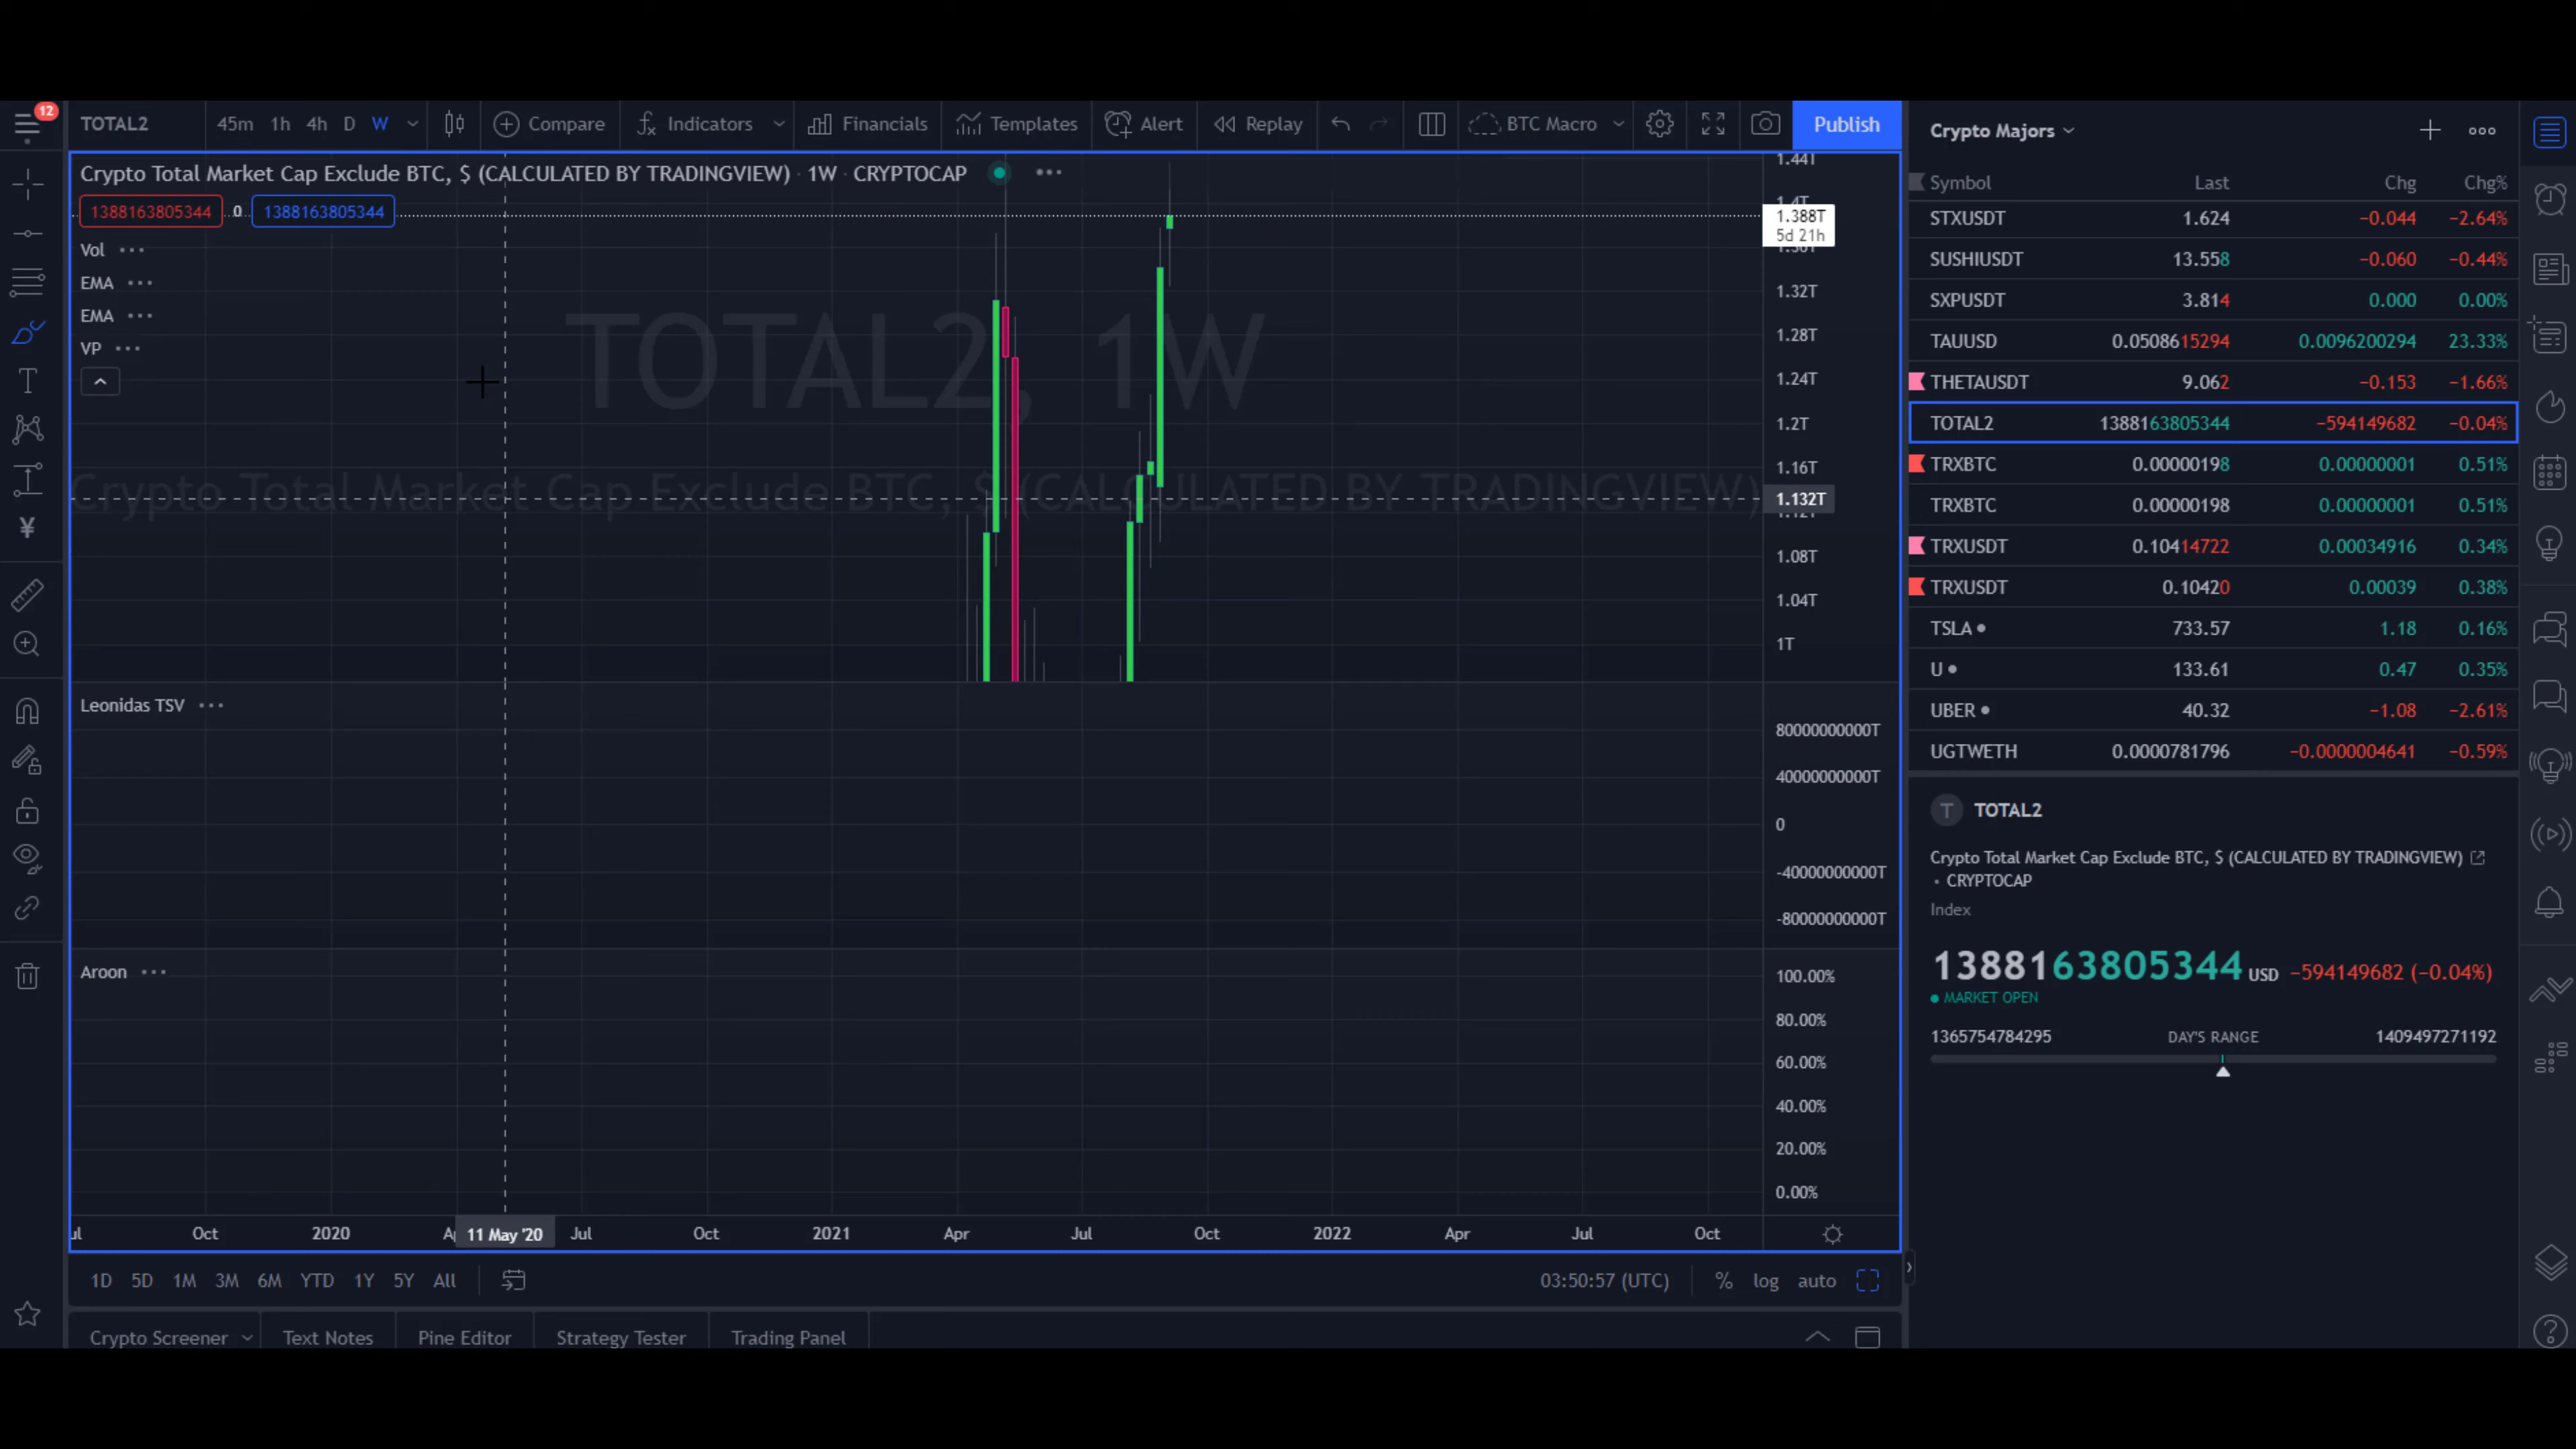 12
TOTAL2 45m 1h 4h D W Compare Indicators Financials Templates Alert Replay BTC Macro Publish
Crypto Total Market Cap Exclude BTC, $ (CALCULATED BY TRADINGVIEW) · 1W · CRYPTOCAP
1388163805344 0 1388163805344
Vol
EMA
EMA
VP
TOTAL2, 1W
Crypto Total Market Cap Exclude BTC, $ (CALCULATED BY TRADINGVIEW)
1.44T
1.4T
1.388T
5d 21h
1.36T
1.32T
1.28T
1.24T
1.2T
1.16T
1.132T
1.12T
1.08T
1.04T
1T
Leonidas TSV
80000000000T
40000000000T
0
-40000000000T
-80000000000T
Aroon
100.00%
80.00%
60.00%
40.00%
20.00%
0.00%
Oct 2020 11 May '20 Jul Oct 2021 Apr Jul Oct 2022 Apr Jul Oct
1D 5D 1M 3M 6M YTD 1Y 5Y All 03:50:57 (UTC) % log auto
Crypto Screener Text Notes Pine Editor Strategy Tester Trading Panel
Crypto Majors
Symbol Last Chg Chg%
STXUSDT 1.624 −0.044 −2.64%
SUSHIUSDT 13.558 −0.060 −0.44%
SXPUSDT 3.814 0.000 0.00%
TAUUSD 0.0508615294 0.0096200294 23.33%
THETAUSDT 9.062 −0.153 −1.66%
TOTAL2 1388163805344 −594149682 −0.04%
TRXBTC 0.00000198 0.00000001 0.51%
TRXBTC 0.00000198 0.00000001 0.51%
TRXUSDT 0.10414722 0.00034916 0.34%
TRXUSDT 0.10420 0.00039 0.38%
TSLA 733.57 1.18 0.16%
U 133.61 0.47 0.35%
UBER 40.32 −1.08 −2.61%
UGTWETH 0.0000781796 −0.0000004641 −0.59%
T TOTAL2
Crypto Total Market Cap Exclude BTC, $ (CALCULATED BY TRADINGVIEW)
• CRYPTOCAP
Index
1388163805344 USD −594149682 (−0.04%)
MARKET OPEN
1365754784295 DAY'S RANGE 1409497271192